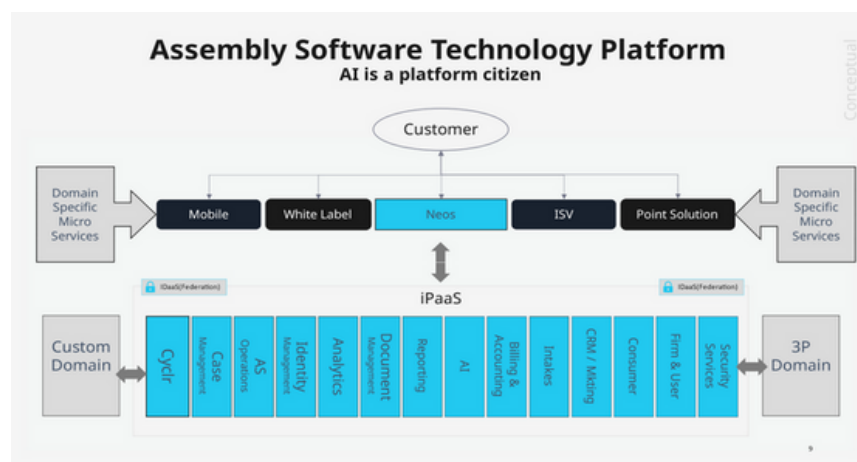 Assembly Software Technology Platform
AI is a platform citizen
Conceptual
Customer
Domain
Specific
Micro
Services
Mobile
White Label
Neos
ISV
Point Solution
Domain
Specific
Micro
Services
IDaaS(Federation)
iPaaS
IDaaS(Federation)
Custom
Domain
Cyclr
Case
Management
AS
Operations
Identity
Management
Analytics
Document
Management
Reporting
AI
Billing &
Accounting
Intakes
CRM / Mkting
Consumer
Firm & User
Security
Services
3P
Domain
9